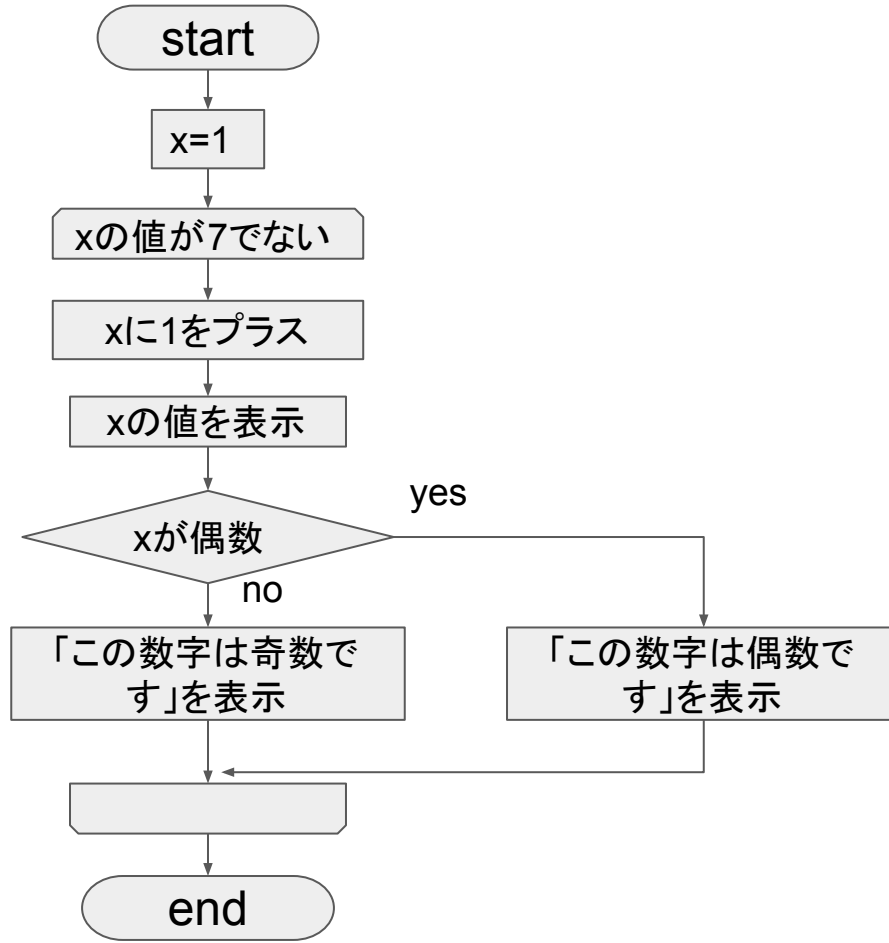 start
x=1
xの値が7でない
xに1をプラス
xの値を表示
yes
xが偶数
no
「この数字は奇数で
す」を表示
「この数字は偶数で
す」を表示
end